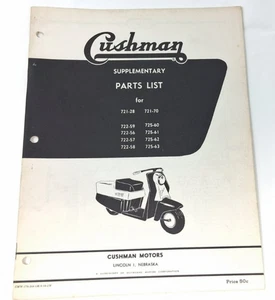 Cushman
SUPPLEMENTARY
PARTS LIST
for
721-28 721-70
722-59 725-60
722-56 725-61
722-57 725-62
722-58 725-63
CUSHMAN MOTORS
LINCOLN 1, NEBRASKA
Price 50c